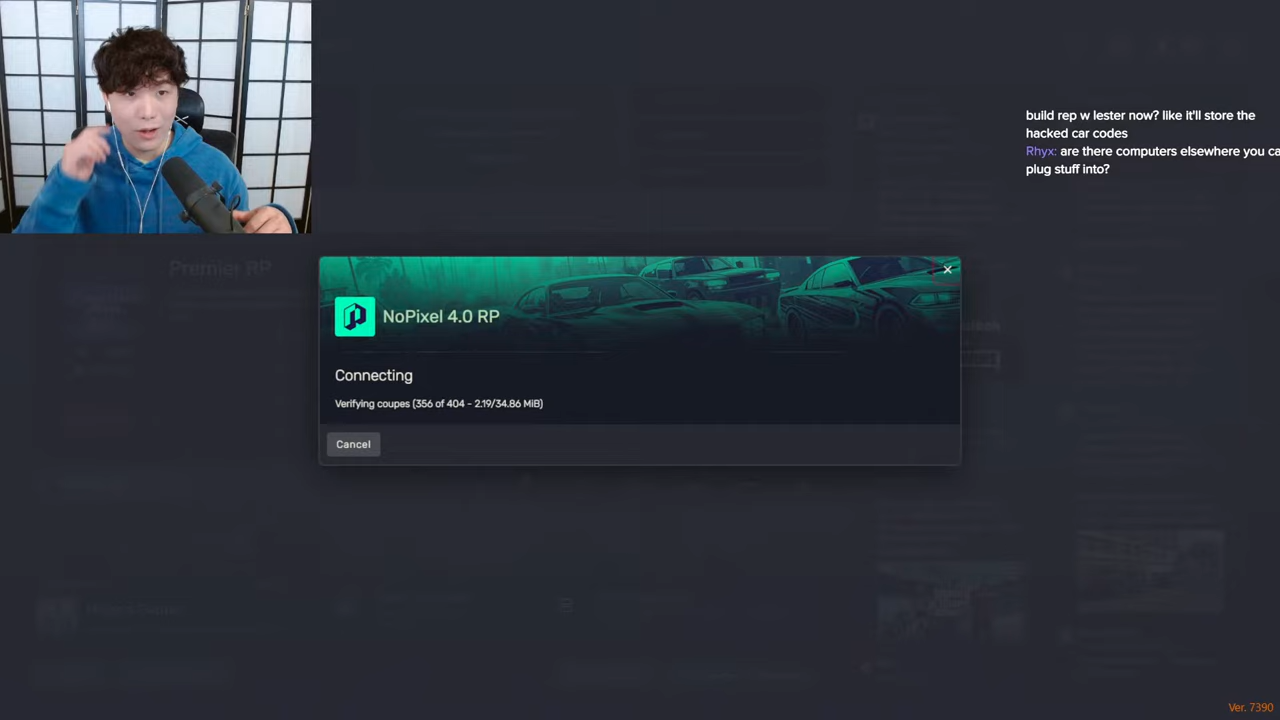 build rep w lester now? like it'll store the
hacked car codes
Rhyx: are there computers elsewhere you ca
plug stuff into?
Premier RP
NoPixel 4.0 RP
Connecting
Verifying coupes (356 of 404 - 2.19/34.86 MiB)
Cancel
Ver. 7390